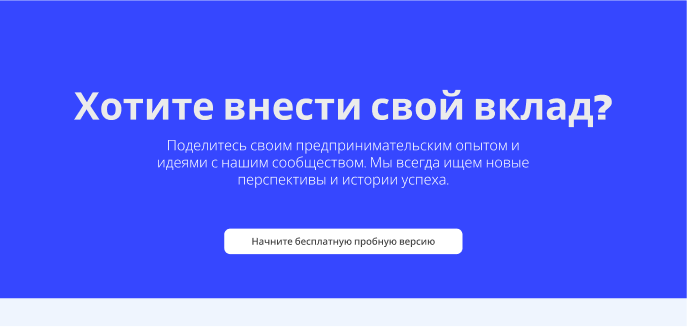 Хотите внести свой вклад?
Поделитесь своим предпринимательским опытом и
идеями с нашим сообществом. Мы всегда ищем новые
перспективы и истории успеха.
Начните бесплатную пробную версию